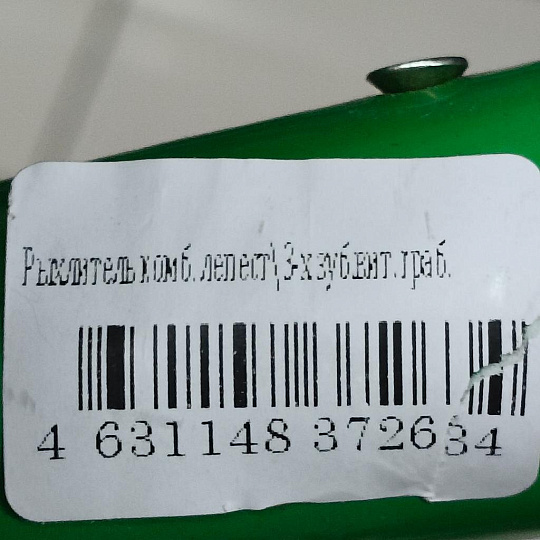 Рыхлитель комб. лепест\3-х зуб.вит.граб.
4 631148 372634